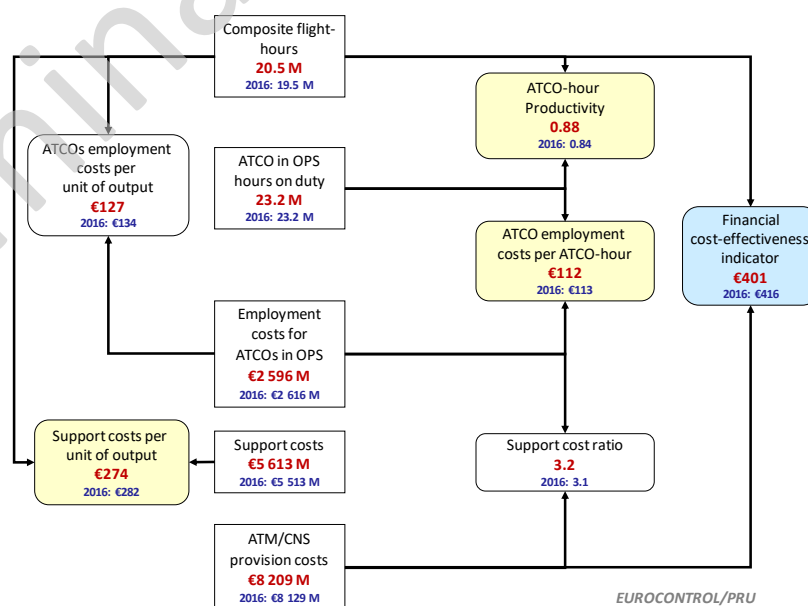 Composite flight-
hours
20.5 M
2016: 19.5 M
ATCO-hour
Productivity
0.88
2016: 0.84
ATCOs employment
costs per
unit of output
€127
2016: €134
ATCO in OPS
hours on duty
23.2 M
2016: 23.2 M
ATCO employment
costs per ATCO-hour
€112
2016: €113
Financial
cost-effectiveness
indicator
€401
2016: €416
Employment
costs for
ATCOs in OPS
€2 596 M
2016: €2 616 M
Support costs per
unit of output
€274
2016: €282
Support costs
€5 613 M
2016: €5 513 M
Support cost ratio
3.2
2016: 3.1
ATM/CNS
provision costs
€8 209 M
2016: €8 129 M
EUROCONTROL/PRU